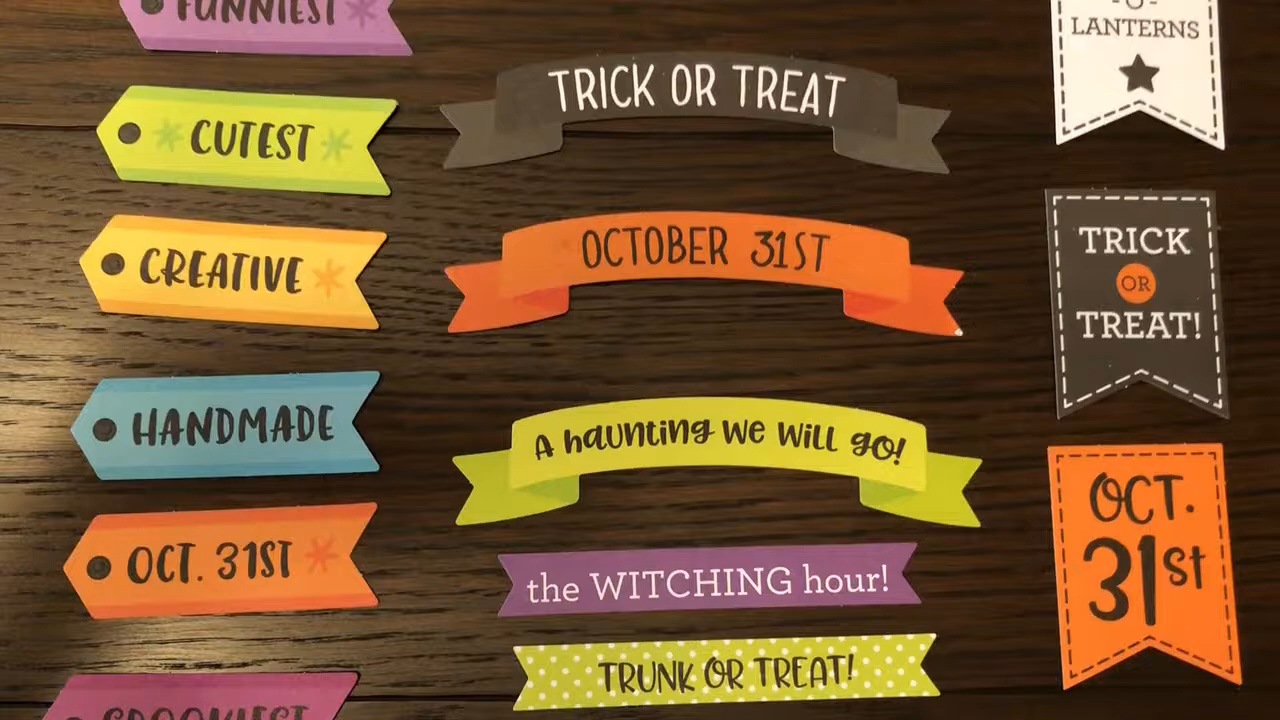 FUNNIEST
CUTEST
CREATIVE
HANDMADE
OCT. 31ST
SPOOKIEST
TRICK OR TREAT
OCTOBER 31ST
A haunting we will go!
the WITCHING hour!
TRUNK OR TREAT!
-O-
LANTERNS
TRICK
OR
TREAT!
OCT.
31st